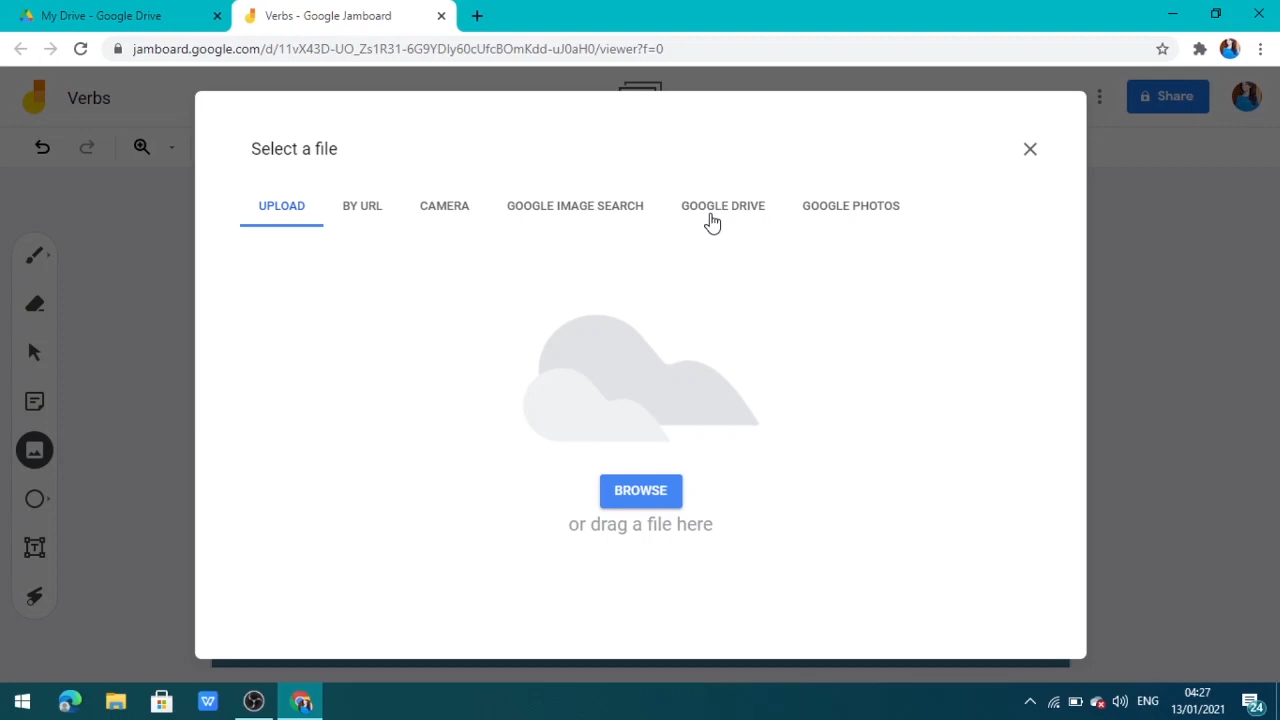 My Drive - Google Drive
Verbs - Google Jamboard
jamboard.google.com/d/11vX43D-UO_Zs1R31-6G9YDly60cUfcBOmKdd-uJ0aH0/viewer?f=0
Verbs
Share
Select a file
UPLOAD
BY URL
CAMERA
GOOGLE IMAGE SEARCH
GOOGLE DRIVE
GOOGLE PHOTOS
BROWSE
or drag a file here
ENG
04:27
13/01/2021
24